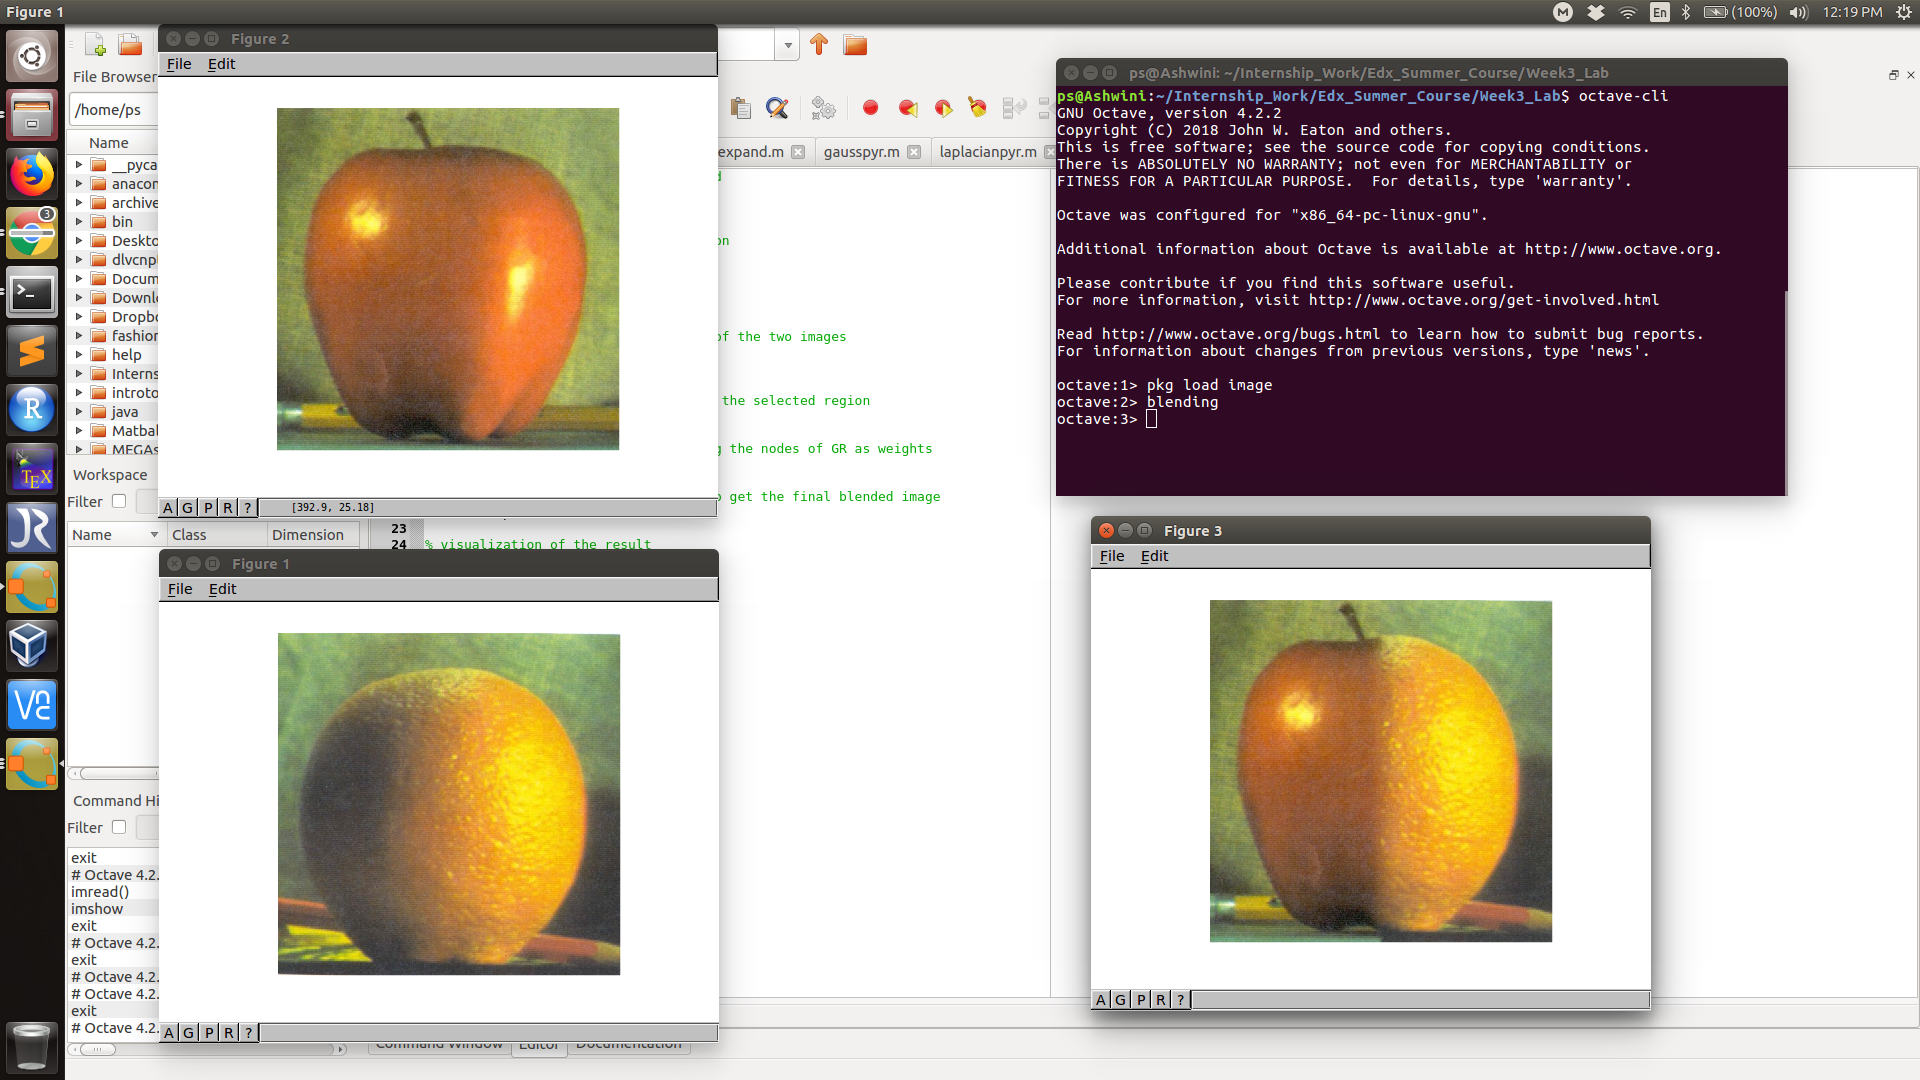 Figure 1
M
En
(100%)
12:19 PM
3
File Browser
/home/ps
Name
__pyca
anacon
archive
bin
Deskto
dlvcnpl
Docum
Downlo
Dropbo
fashion
help
Interns
introto
java
Matbal
MEGAs
Workspace
Filter
Name
Class
Dimension
Command Hi
Filter
exit
# Octave 4.2.
imread()
imshow
exit
# Octave 4.2.
exit
# Octave 4.2.
# Octave 4.2.
exit
# Octave 4.2.
Figure 2
File Edit
A G P R ? [392.9, 25.18]
expand.m
gausspyr.m
laplacianpyr.m
d
on
of the two images
the selected region
g the nodes of GR as weights
o get the final blended image
23
24 % visualization of the result
Figure 1
File Edit
A G P R ?
Command Window Editor Documentation
ps@Ashwini: ~/Internship_Work/Edx_Summer_Course/Week3_Lab
ps@Ashwini:~/Internship_Work/Edx_Summer_Course/Week3_Lab$ octave-cli
GNU Octave, version 4.2.2
Copyright (C) 2018 John W. Eaton and others.
This is free software; see the source code for copying conditions.
There is ABSOLUTELY NO WARRANTY; not even for MERCHANTABILITY or
FITNESS FOR A PARTICULAR PURPOSE.  For details, type 'warranty'.
Octave was configured for "x86_64-pc-linux-gnu".
Additional information about Octave is available at http://www.octave.org.
Please contribute if you find this software useful.
For more information, visit http://www.octave.org/get-involved.html
Read http://www.octave.org/bugs.html to learn how to submit bug reports.
For information about changes from previous versions, type 'news'.
octave:1> pkg load image
octave:2> blending
octave:3>
Figure 3
File Edit
A G P R ?